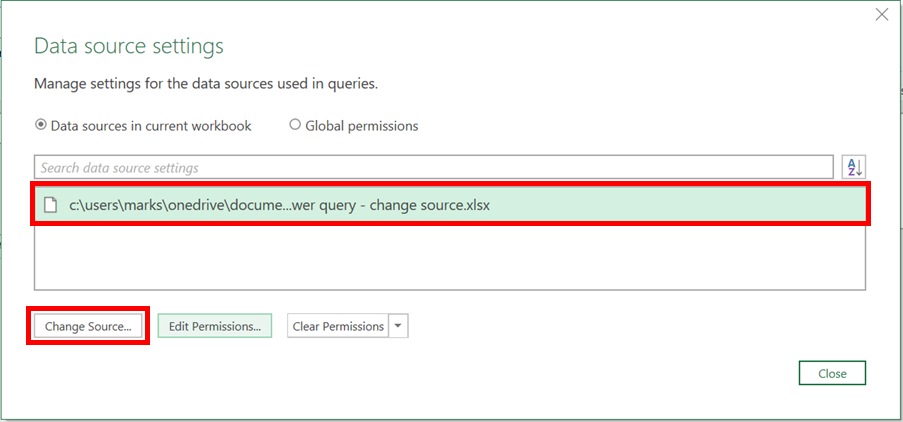 Data source settings
Manage settings for the data sources used in queries.
Data sources in current workbook Global permissions
Search data source settings A Z
c:\users\marks\onedrive\docume...wer query - change source.xlsx
Change Source... Edit Permissions... Clear Permissions
Close